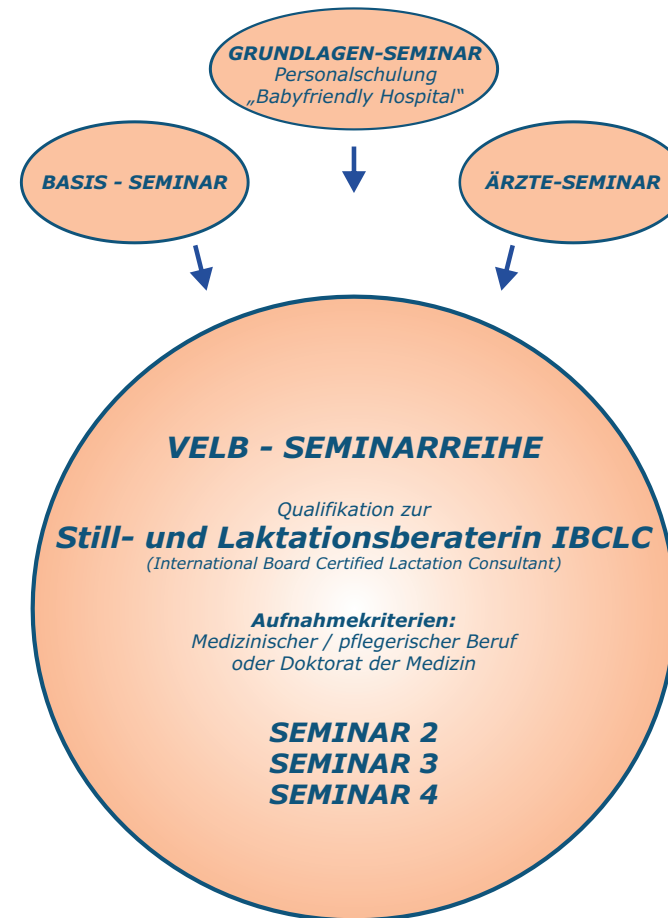 GRUNDLAGEN-SEMINAR
Personalschulung
„Babyfriendly Hospital“
BASIS - SEMINAR
ÄRZTE-SEMINAR
VELB - SEMINARREIHE
Qualifikation zur
Still- und Laktationsberaterin IBCLC
(International Board Certified Lactation Consultant)
Aufnahmekriterien:
Medizinischer / pflegerischer Beruf
oder Doktorat der Medizin
SEMINAR 2
SEMINAR 3
SEMINAR 4